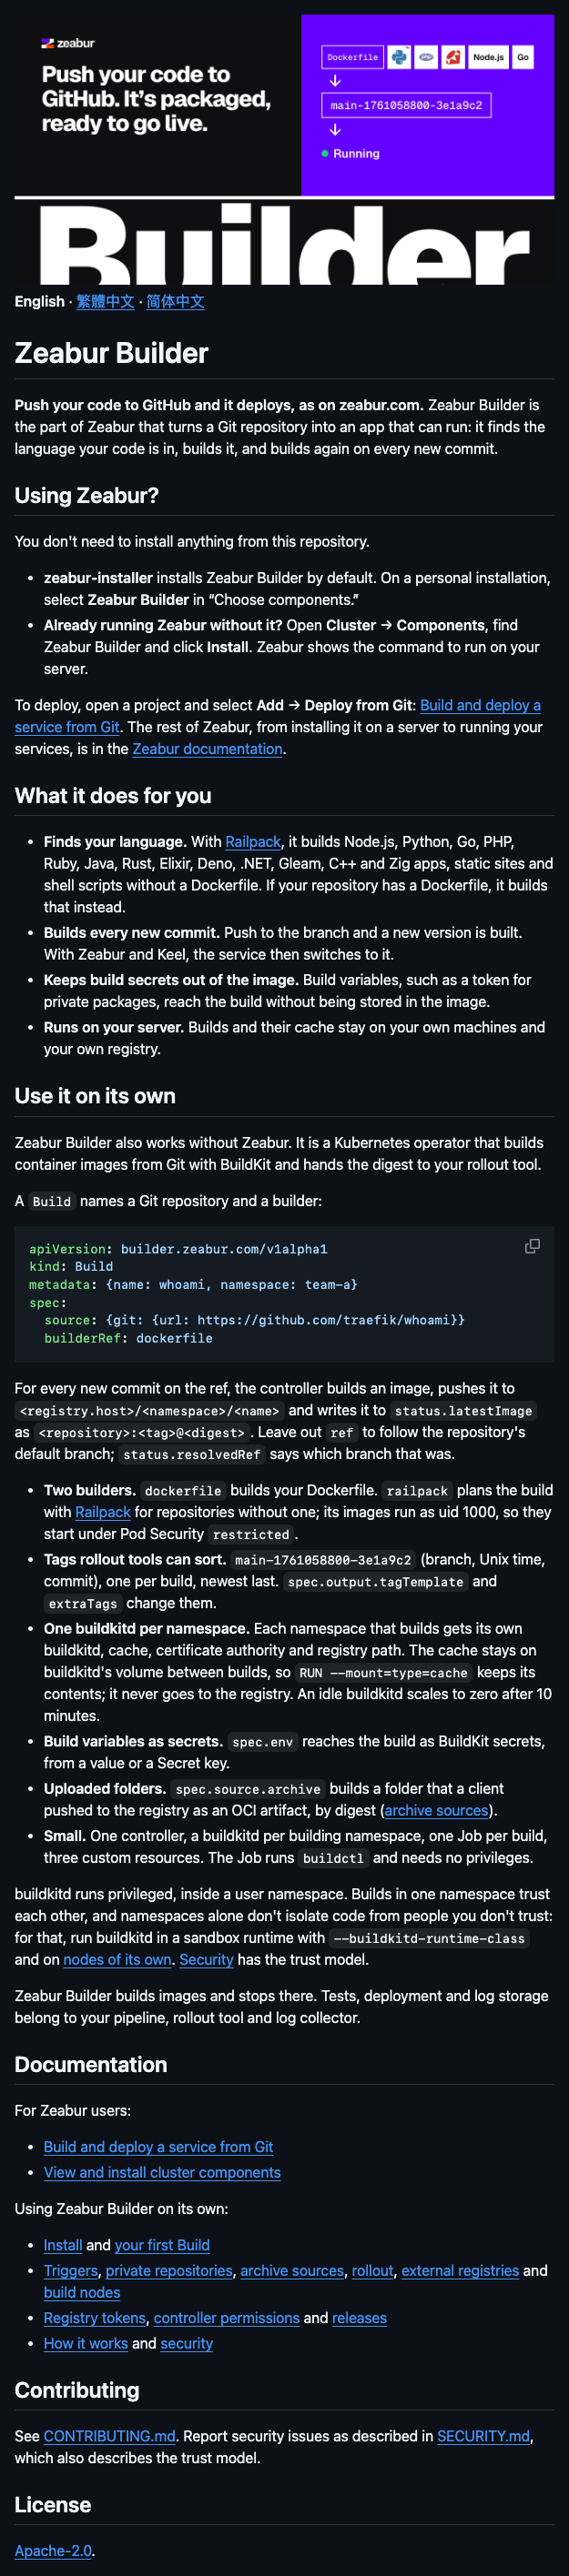 zeabur
Push your code to
GitHub. It's packaged,
ready to go live.
Dockerfile
php
Node.js
Go
main-1761058800-3e1a9c2
Running
Builder
English · 繁體中文 · 简体中文
Zeabur Builder
Push your code to GitHub and it deploys, as on zeabur.com. Zeabur Builder is
the part of Zeabur that turns a Git repository into an app that can run: it finds the
language your code is in, builds it, and builds again on every new commit.
Using Zeabur?
You don't need to install anything from this repository.
• zeabur-installer installs Zeabur Builder by default. On a personal installation,
select Zeabur Builder in “Choose components.”
• Already running Zeabur without it? Open Cluster → Components, find
Zeabur Builder and click Install. Zeabur shows the command to run on your
server.
To deploy, open a project and select Add → Deploy from Git: Build and deploy a
service from Git. The rest of Zeabur, from installing it on a server to running your
services, is in the Zeabur documentation.
What it does for you
• Finds your language. With Railpack, it builds Node.js, Python, Go, PHP,
Ruby, Java, Rust, Elixir, Deno, .NET, Gleam, C++ and Zig apps, static sites and
shell scripts without a Dockerfile. If your repository has a Dockerfile, it builds
that instead.
• Builds every new commit. Push to the branch and a new version is built.
With Zeabur and Keel, the service then switches to it.
• Keeps build secrets out of the image. Build variables, such as a token for
private packages, reach the build without being stored in the image.
• Runs on your server. Builds and their cache stay on your own machines and
your own registry.
Use it on its own
Zeabur Builder also works without Zeabur. It is a Kubernetes operator that builds
container images from Git with BuildKit and hands the digest to your rollout tool.
A Build names a Git repository and a builder:
apiVersion: builder.zeabur.com/v1alpha1
kind: Build
metadata: {name: whoami, namespace: team-a}
spec:
  source: {git: {url: https://github.com/traefik/whoami}}
  builderRef: dockerfile
For every new commit on the ref, the controller builds an image, pushes it to
<registry.host>/<namespace>/<name> and writes it to status.latestImage
as <repository>:<tag>@<digest>. Leave out ref to follow the repository's
default branch; status.resolvedRef says which branch that was.
• Two builders. dockerfile builds your Dockerfile. railpack plans the build
with Railpack for repositories without one; its images run as uid 1000, so they
start under Pod Security restricted.
• Tags rollout tools can sort. main-1761058800-3e1a9c2 (branch, Unix time,
commit), one per build, newest last. spec.output.tagTemplate and
extraTags change them.
• One buildkitd per namespace. Each namespace that builds gets its own
buildkitd, cache, certificate authority and registry path. The cache stays on
buildkitd's volume between builds, so RUN --mount=type=cache keeps its
contents; it never goes to the registry. An idle buildkitd scales to zero after 10
minutes.
• Build variables as secrets. spec.env reaches the build as BuildKit secrets,
from a value or a Secret key.
• Uploaded folders. spec.source.archive builds a folder that a client
pushed to the registry as an OCI artifact, by digest (archive sources).
• Small. One controller, a buildkitd per building namespace, one Job per build,
three custom resources. The Job runs buildctl and needs no privileges.
buildkitd runs privileged, inside a user namespace. Builds in one namespace trust
each other, and namespaces alone don't isolate code from people you don't trust:
for that, run buildkitd in a sandbox runtime with --buildkitd-runtime-class
and on nodes of its own. Security has the trust model.
Zeabur Builder builds images and stops there. Tests, deployment and log storage
belong to your pipeline, rollout tool and log collector.
Documentation
For Zeabur users:
• Build and deploy a service from Git
• View and install cluster components
Using Zeabur Builder on its own:
• Install and your first Build
• Triggers, private repositories, archive sources, rollout, external registries and
build nodes
• Registry tokens, controller permissions and releases
• How it works and security
Contributing
See CONTRIBUTING.md. Report security issues as described in SECURITY.md,
which also describes the trust model.
License
Apache-2.0.